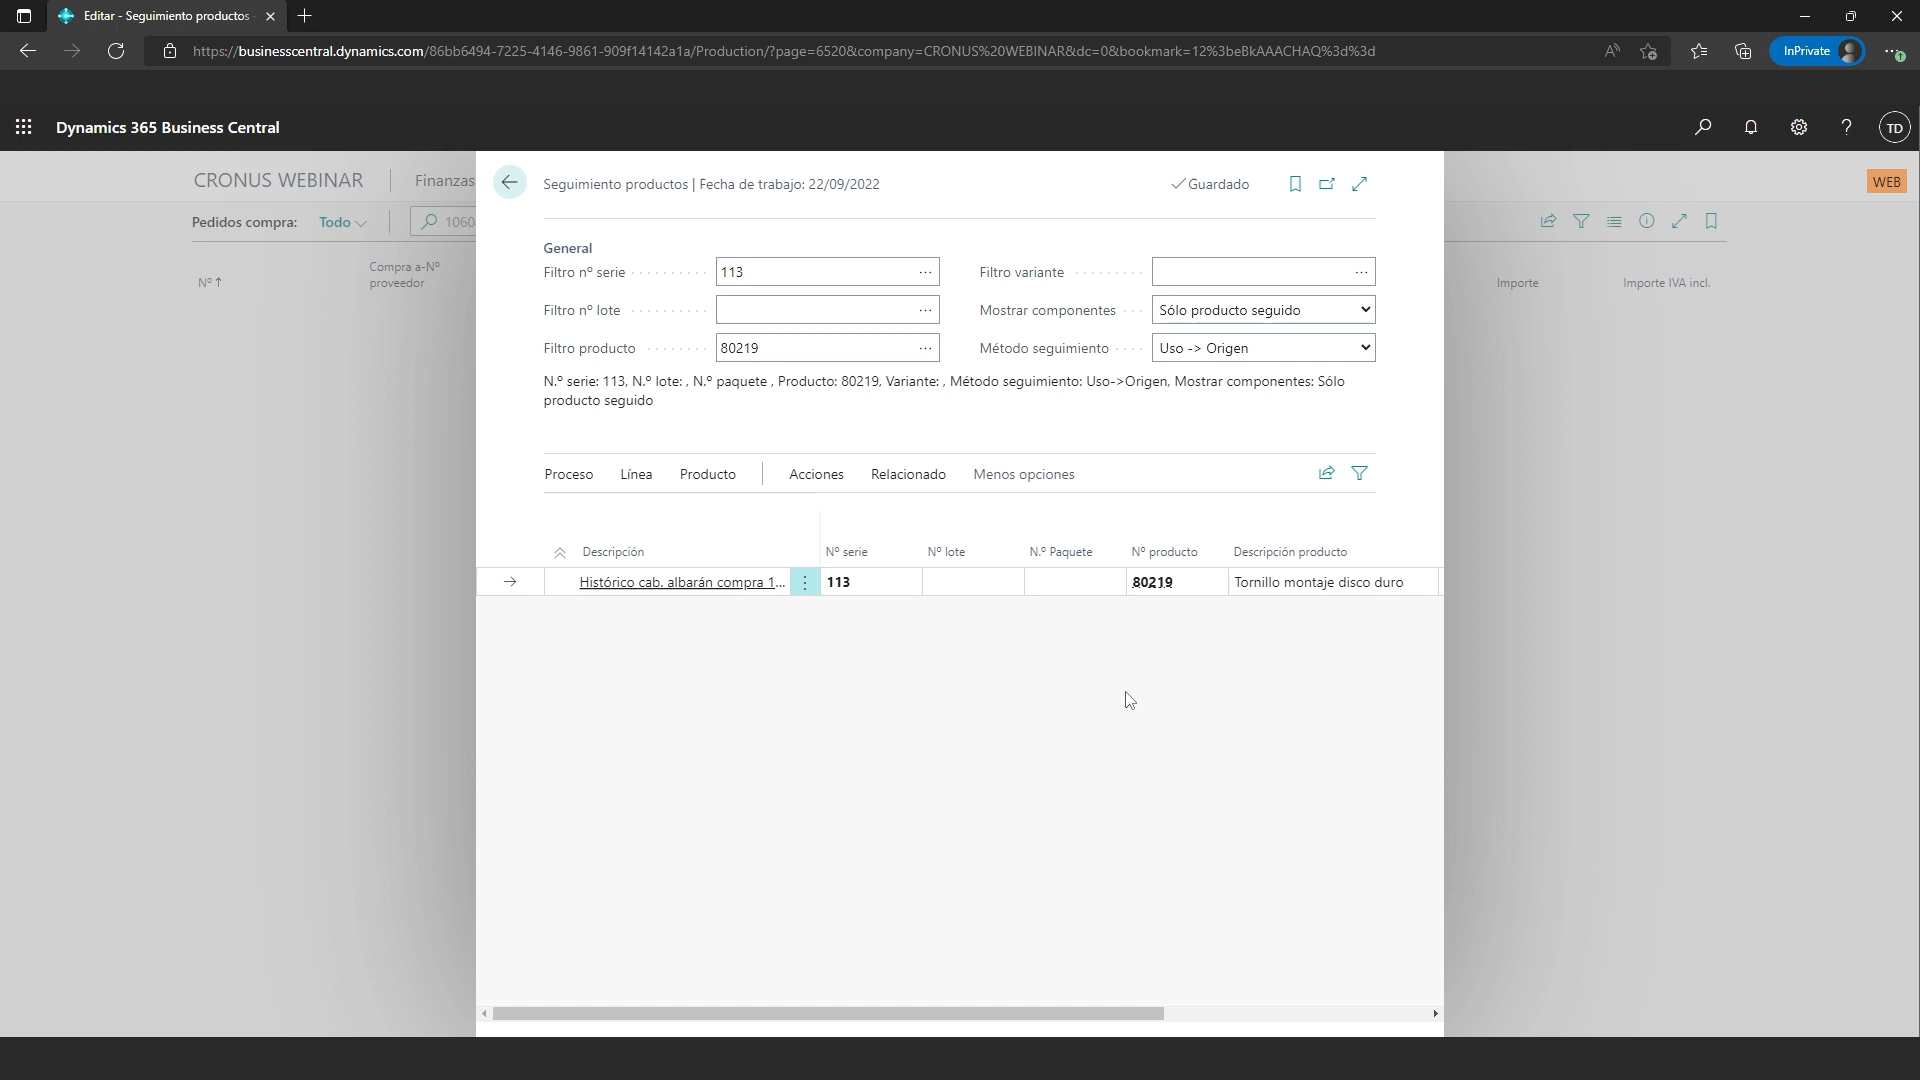 Editar - Seguimiento productos
https://businesscentral.dynamics.com/86bb6494-7225-4146-9861-909f14142a1a/Production/?page=6520&company=CRONUS%20WEBINAR&dc=0&bookmark=12%3beBkAAACHAQ%3d%3d
InPrivate
Dynamics 365 Business Central
TD
CRONUS WEBINAR
Finanzas
WEB
Pedidos compra:
Todo
1060
Nº ↑
Compra a-Nº
proveedor
Importe
Importe IVA incl.
Seguimiento productos | Fecha de trabajo: 22/09/2022
Guardado
General
Filtro nº serie
113
Filtro variante
Filtro nº lote
Mostrar componentes
Sólo producto seguido
Filtro producto
80219
Método seguimiento
Uso -> Origen
N.º serie: 113, N.º lote: , N.º paquete , Producto: 80219, Variante: , Método seguimiento: Uso->Origen, Mostrar componentes: Sólo
producto seguido
Proceso
Línea
Producto
Acciones
Relacionado
Menos opciones
Descripción
Nº serie
Nº lote
N.º Paquete
Nº producto
Descripción producto
Histórico cab. albarán compra 1...
113
80219
Tornillo montaje disco duro